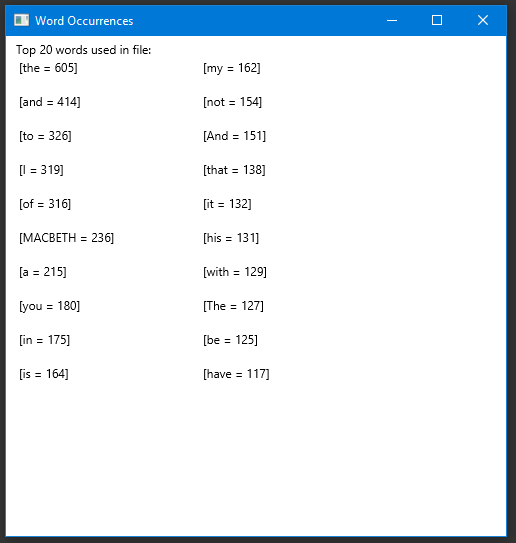 Word Occurrences
Top 20 words used in file:
[the = 605] [my = 162]
[and = 414] [not = 154]
[to = 326] [And = 151]
[I = 319] [that = 138]
[of = 316] [it = 132]
[MACBETH = 236] [his = 131]
[a = 215] [with = 129]
[you = 180] [The = 127]
[in = 175] [be = 125]
[is = 164] [have = 117]